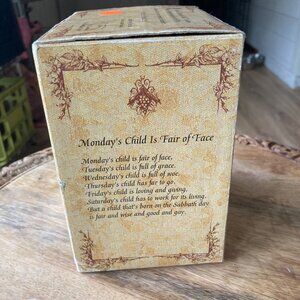 Monday's Child Is Fair of Face
Monday's child is fair of face,
Tuesday's child is full of grace.
Wednesday's child is full of woe,
Thursday's child has far to go.
Friday's child is loving and giving,
Saturday's child has to work for its living.
But a child that's born on the Sabbath day
is fair and wise and good and gay.